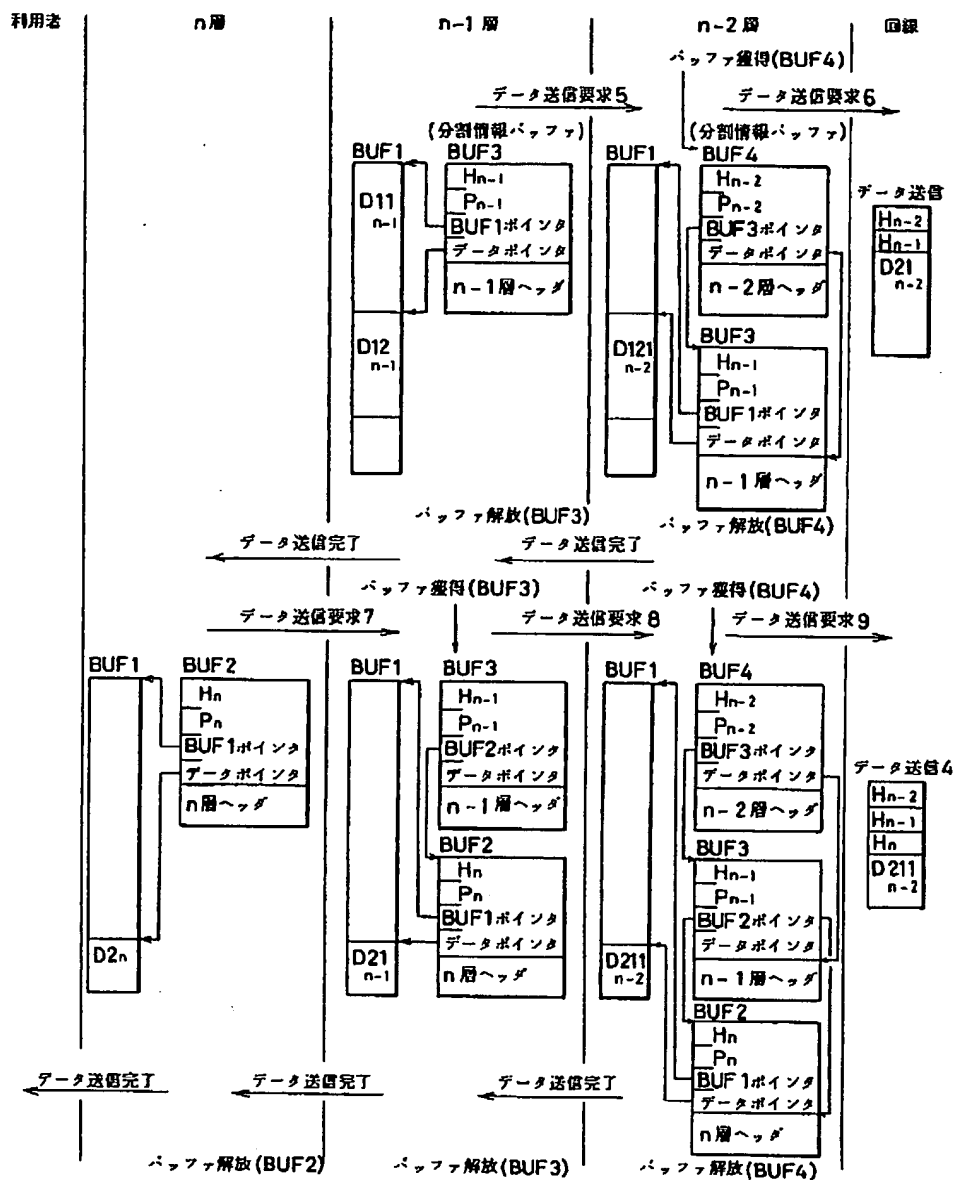 利用者
n層
n-1層
n-2層
回線
バッファ獲得(BUF4)
データ送信要求5
データ送信要求6
(分割情報バッファ)
(分割情報バッファ)
BUF1
BUF3
BUF1
BUF4
D11
n-1
Hn-1
Pn-1
BUF1ポインタ
データポインタ
n-1層ヘッダ
D12
n-1
Hn-2
Pn-2
BUF3ポインタ
データポインタ
n-2層ヘッダ
データ送信
Hn-2
Hn-1
D21
n-2
BUF3
D121
n-2
Hn-1
Pn-1
BUF1ポインタ
データポインタ
n-1層ヘッダ
バッファ解放(BUF3)
バッファ解放(BUF4)
データ送信完了
データ送信完了
バッファ獲得(BUF3)
バッファ獲得(BUF4)
データ送信要求7
データ送信要求8
データ送信要求9
BUF1
BUF2
BUF1
BUF3
BUF1
BUF4
Hn
Pn
BUF1ポインタ
データポインタ
n層ヘッダ
D2n
Hn-1
Pn-1
BUF2ポインタ
データポインタ
n-1層ヘッダ
BUF2
Hn
Pn
BUF1ポインタ
データポインタ
n層ヘッダ
D21
n-1
Hn-2
Pn-2
BUF3ポインタ
データポインタ
n-2層ヘッダ
データ送信4
Hn-2
Hn-1
Hn
D211
n-2
BUF3
Hn-1
Pn-1
BUF2ポインタ
データポインタ
n-1層ヘッダ
D211
n-2
BUF2
Hn
Pn
BUF1ポインタ
データポインタ
n層ヘッダ
データ送信完了
データ送信完了
データ送信完了
バッファ解放(BUF2)
バッファ解放(BUF3)
バッファ解放(BUF4)